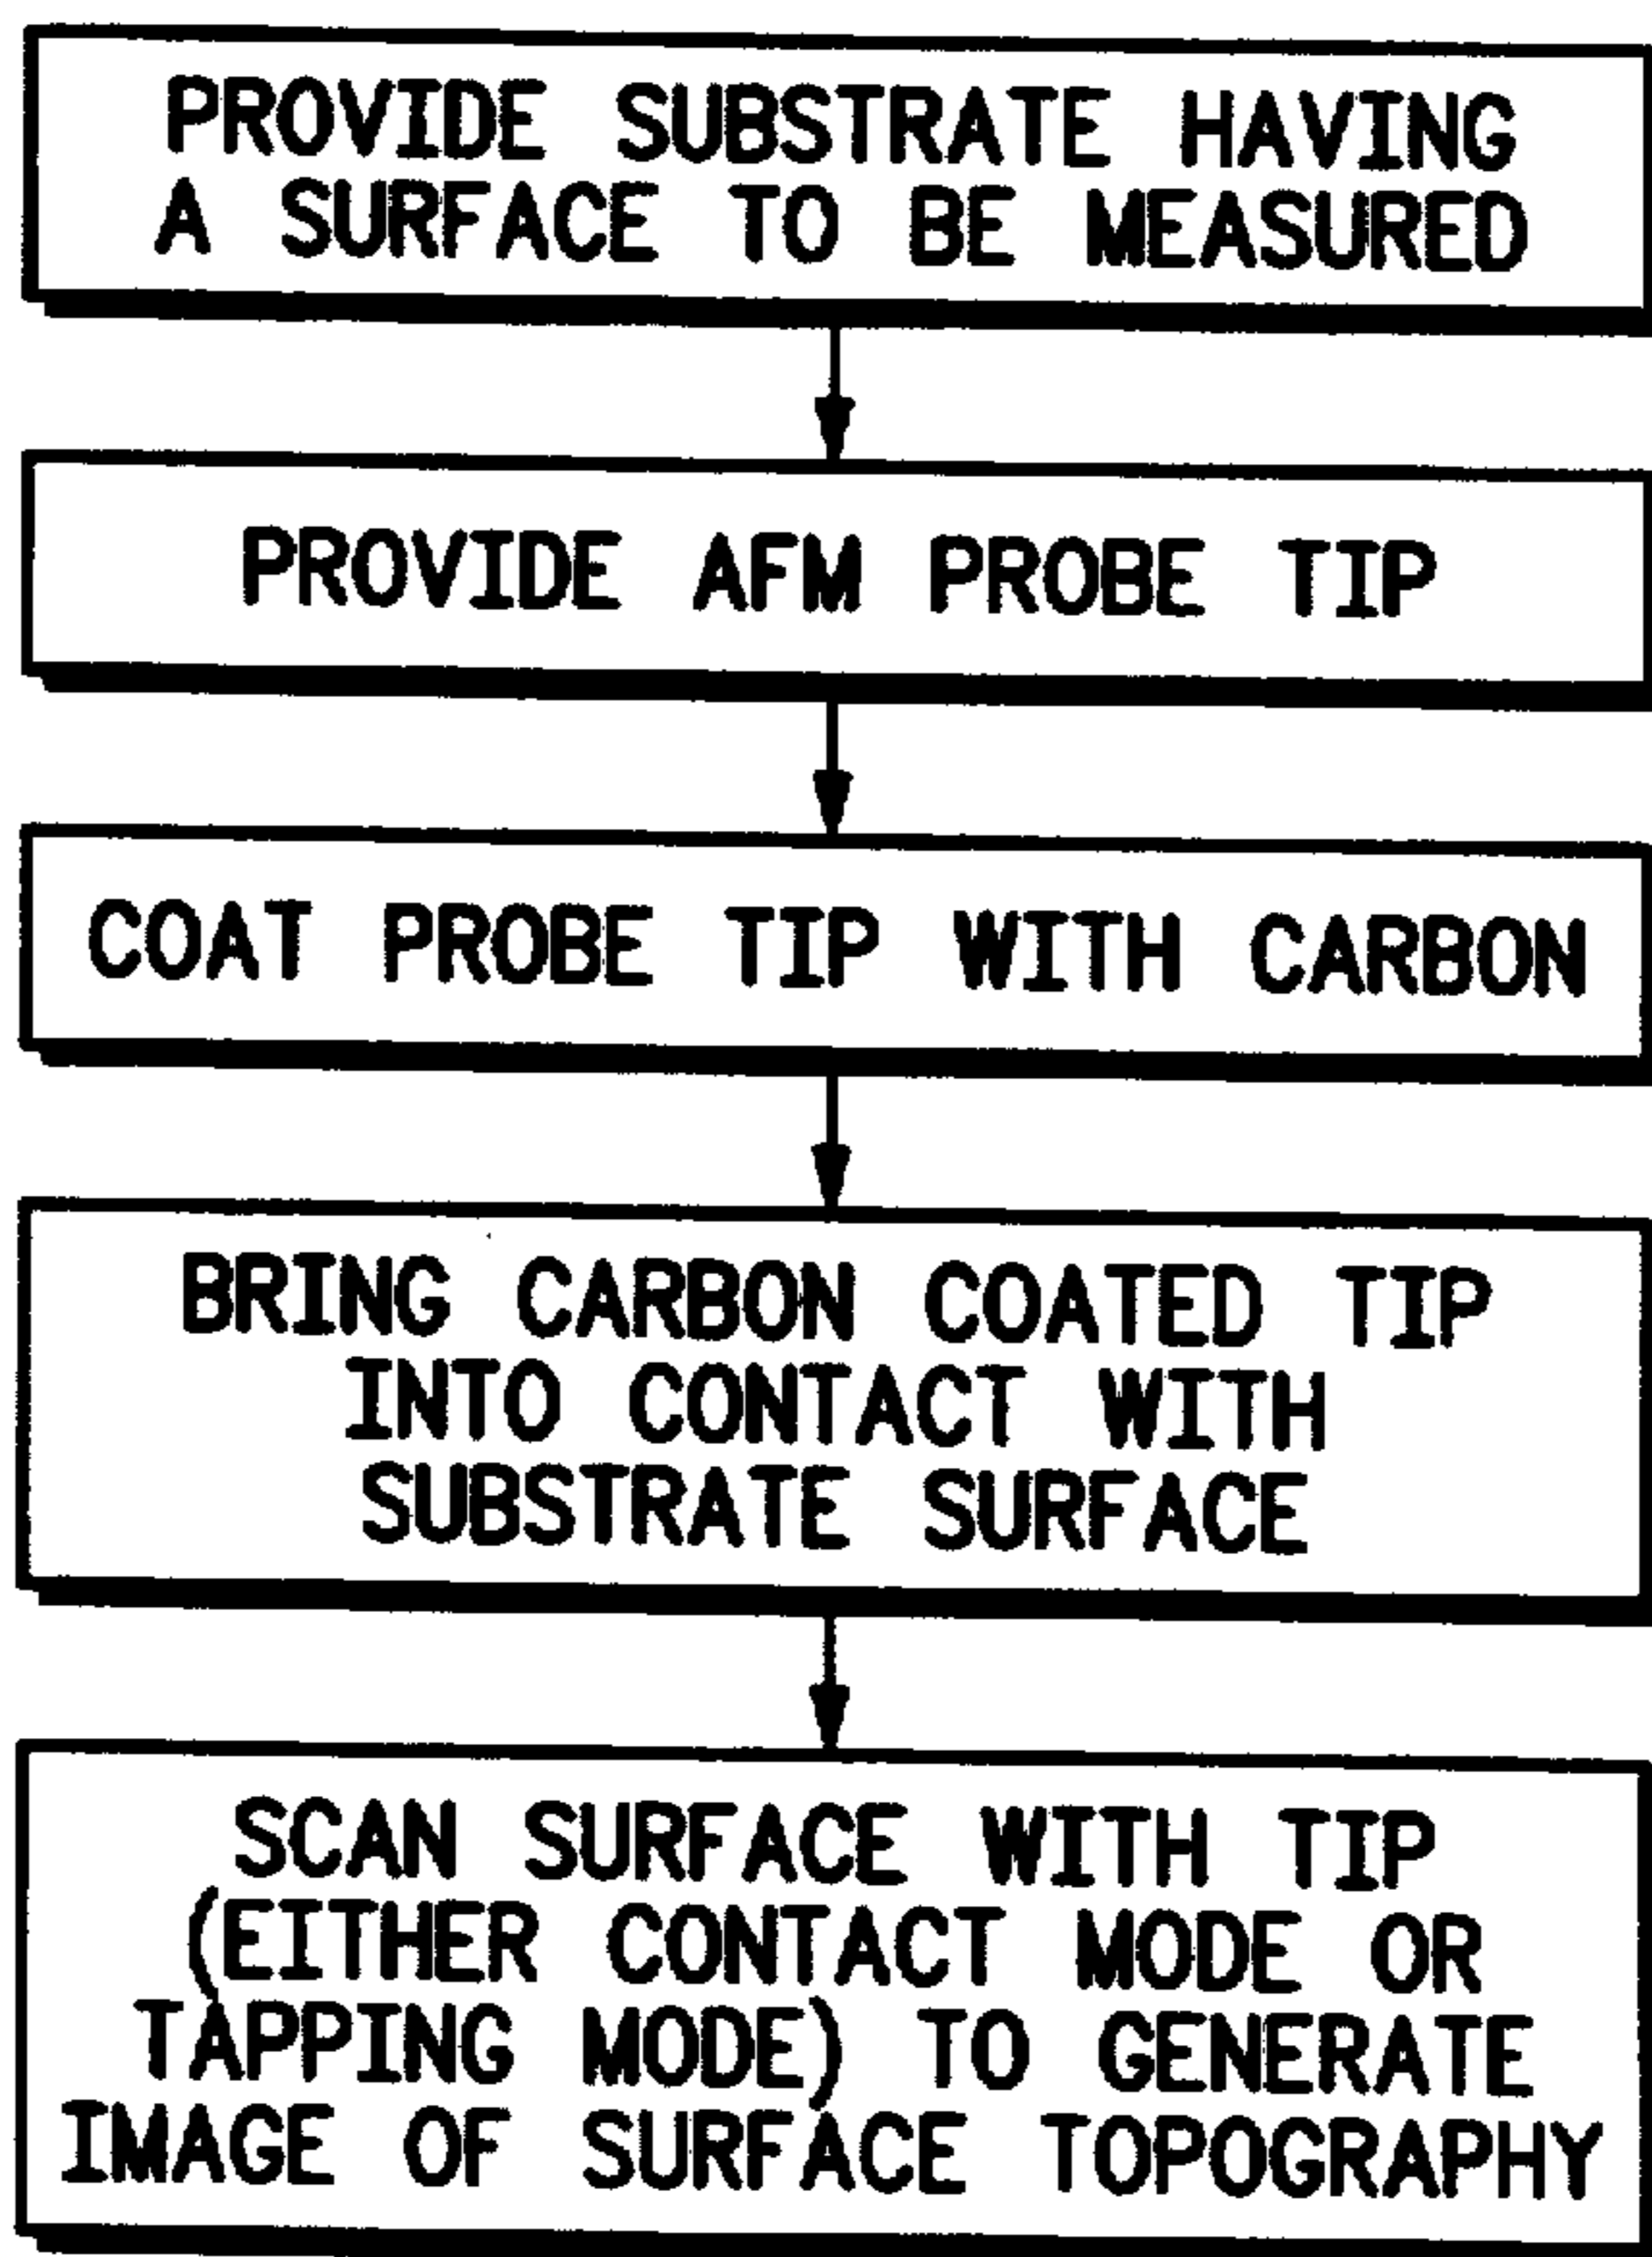 PROVIDE SUBSTRATE HAVING
A SURFACE TO BE MEASURED
PROVIDE AFM PROBE TIP
COAT PROBE TIP WITH CARBON
BRING CARBON COATED TIP
INTO CONTACT WITH
SUBSTRATE SURFACE
SCAN SURFACE WITH TIP
(EITHER CONTACT MODE OR
TAPPING MODE) TO GENERATE
IMAGE OF SURFACE TOPOGRAPHY